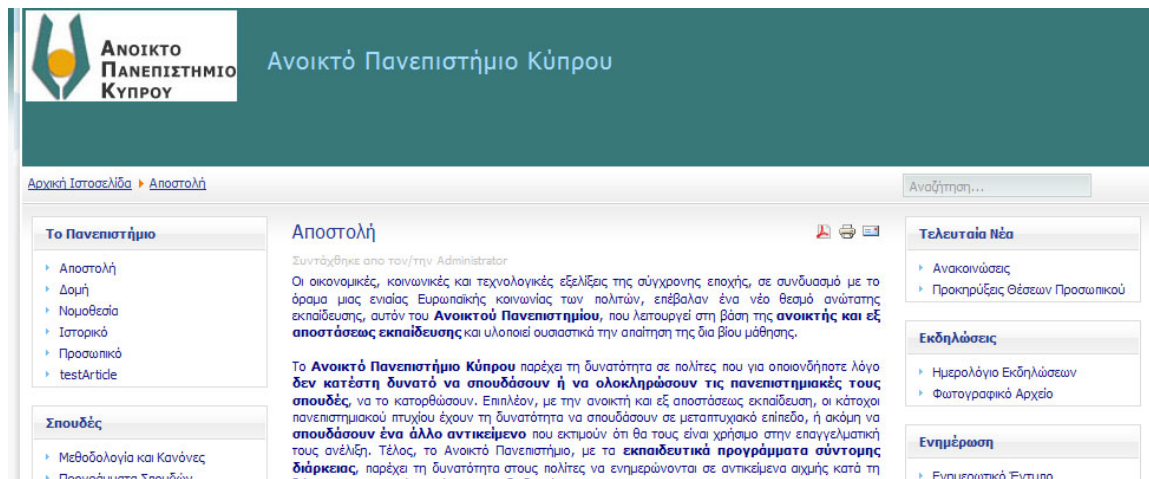 ΑΝΟΙΚΤΟ
ΠΑΝΕΠΙΣΤΗΜΙΟ
ΚΥΠΡΟΥ
Ανοικτό Πανεπιστήμιο Κύπρου
Αρχική Ιστοσελίδα Αποστολή
Αναζήτηση...
Το Πανεπιστήμιο
Αποστολή
Δομή
Νομοθεσία
Ιστορικό
Προσωπικό
testArticle
Σπουδές
Μεθοδολογία και Κανόνες
Προγράμματα Σπουδών
Αποστολή
Συντάχθηκε απο τον/την Administrator
Οι οικονομικές, κοινωνικές και τεχνολογικές εξελίξεις της σύγχρονης εποχής, σε συνδυασμό με το
όραμα μιας ενιαίας Ευρωπαϊκής κοινωνίας των πολιτών, επέβαλαν ένα νέο θεσμό ανώτατης
εκπαίδευσης, αυτόν του Ανοικτού Πανεπιστημίου, που λειτουργεί στη βάση της ανοικτής και εξ
αποστάσεως εκπαίδευσης και υλοποιεί ουσιαστικά την απαίτηση της δια βίου μάθησης.
Το Ανοικτό Πανεπιστήμιο Κύπρου παρέχει τη δυνατότητα σε πολίτες που για οποιονδήποτε λόγο
δεν κατέστη δυνατό να σπουδάσουν ή να ολοκληρώσουν τις πανεπιστημιακές τους
σπουδές, να το κατορθώσουν. Επιπλέον, με την ανοικτή και εξ αποστάσεως εκπαίδευση, οι κάτοχοι
πανεπιστημιακού πτυχίου έχουν τη δυνατότητα να σπουδάσουν σε μεταπτυχιακό επίπεδο, ή ακόμη να
σπουδάσουν ένα άλλο αντικείμενο που εκτιμούν ότι θα τους είναι χρήσιμο στην επαγγελματική
τους ανέλιξη. Τέλος, το Ανοικτό Πανεπιστήμιο, με τα εκπαιδευτικά προγράμματα σύντομης
διάρκειας, παρέχει τη δυνατότητα στους πολίτες να ενημερώνονται σε αντικείμενα αιχμής κατά τη
Τελευταία Νέα
Ανακοινώσεις
Προκηρύξεις Θέσεων Προσωπικού
Εκδηλώσεις
Ημερολόγιο Εκδηλώσεων
Φωτογραφικό Αρχείο
Ενημέρωση
Ενημερωτικό Έντυπο